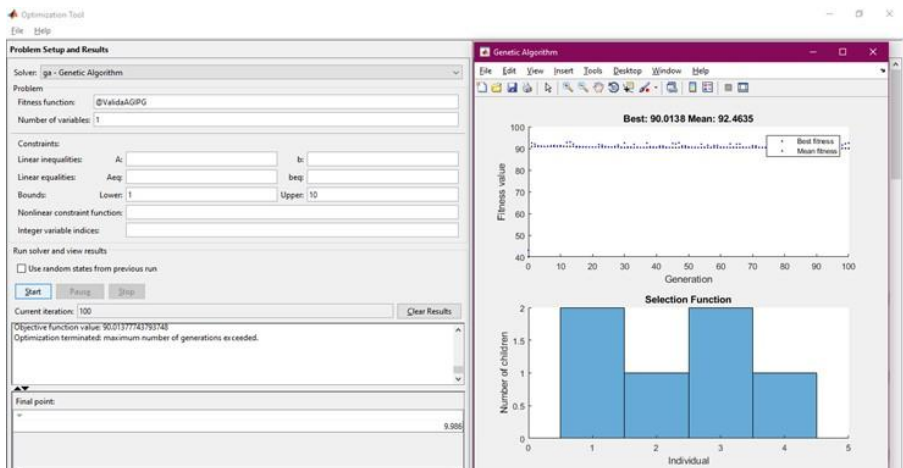 Optimization Tool
File Help
Problem Setup and Results
Solver: ga - Genetic Algorithm
Problem
Fitness function: @ValidaAGIPG
Number of variables: 1
Constraints:
Linear inequalities: A: b:
Linear equalities: Aeq: beq:
Bounds: Lower: 1 Upper: 10
Nonlinear constraint function:
Integer variable indices:
Run solver and view results
Use random states from previous run
Start Pause Stop
Current iteration: 100 Clear Results
Objective function value: 90.01377743793748
Optimization terminated: maximum number of generations exceeded.
Final point:
9.986
Genetic Algorithm
File Edit View Insert Tools Desktop Window Help
Best: 90.0138 Mean: 92.4635
100
90
80
70
60
50
40
Fitness value
Best fitness
Mean fitness
0 10 20 30 40 50 60 70 80 90 100
Generation
Selection Function
2
1.5
1
0.5
0
Number of children
0 1 2 3 4 5
Individual